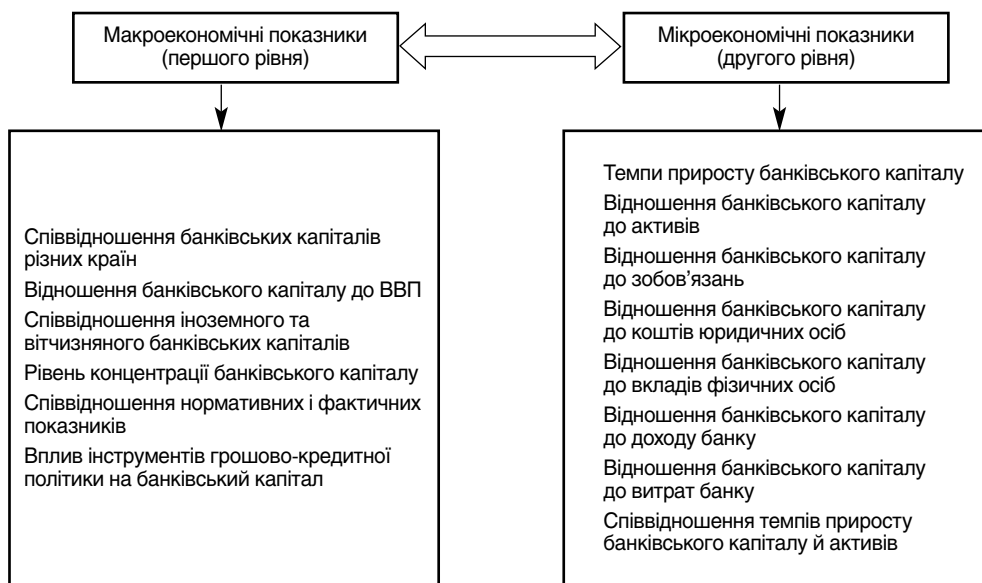 Макроекономічні показники
(першого рівня)
Мікроекономічні показники
(другого рівня)
Співвідношення банківських капіталів
різних країн
Відношення банківського капіталу до ВВП
Співвідношення іноземного та
вітчизняного банківських капіталів
Рівень концентрації банківського капіталу
Співвідношення нормативних і фактичних
показників
Вплив інструментів грошово-кредитної
політики на банківський капітал
Темпи приросту банківського капіталу
Відношення банківського капіталу
до активів
Відношення банківського капіталу
до зобов’язань
Відношення банківського капіталу
до коштів юридичних осіб
Відношення банківського капіталу
до вкладів фізичних осіб
Відношення банківського капіталу
до доходу банку
Відношення банківського капіталу
до витрат банку
Співвідношення темпів приросту
банківського капіталу й активів